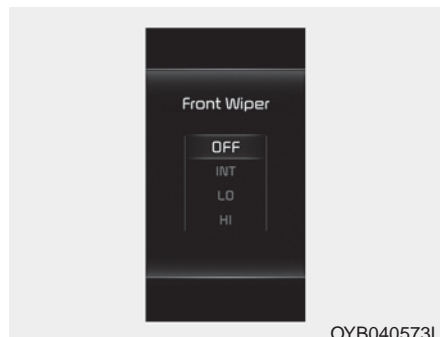 Front Wiper
OFF
INT
LO
HI
OYB040573L